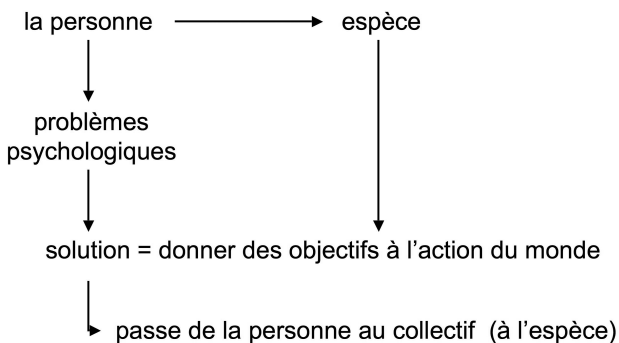 la personne
espèce
problèmes
psychologiques
solution = donner des objectifs à l'action du monde
passe de la personne au collectif (à l'espèce)